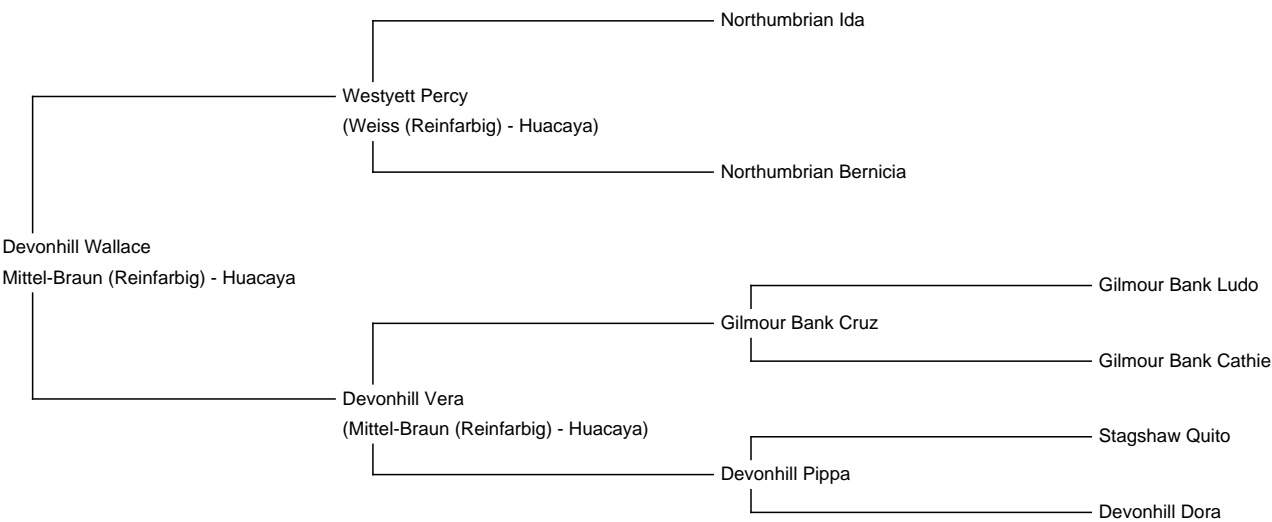 Northumbrian Ida
Westyett Percy
(Weiss (Reinfarbig) - Huacaya)
Northumbrian Bernicia
Devonhill Wallace
Mittel-Braun (Reinfarbig) - Huacaya
Gilmour Bank Ludo
Gilmour Bank Cruz
Gilmour Bank Cathie
Devonhill Vera
(Mittel-Braun (Reinfarbig) - Huacaya)
Stagshaw Quito
Devonhill Pippa
Devonhill Dora